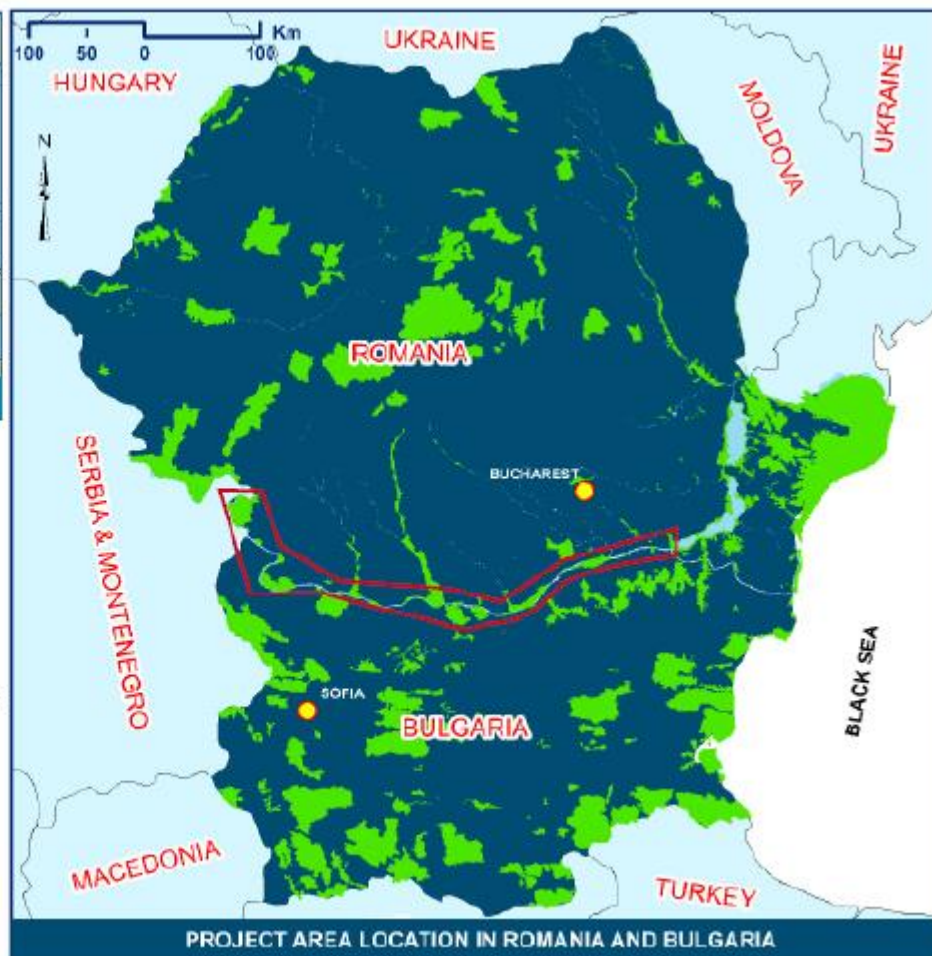 Km
100 50 0 100
UKRAINE
HUNGARY
UKRAINE
MOLDOVA
N
ROMANIA
SERBIA & MONTENEGRO
BUCHAREST
BLACK SEA
SOFIA
BULGARIA
MACEDONIA
TURKEY
PROJECT AREA LOCATION IN ROMANIA AND BULGARIA